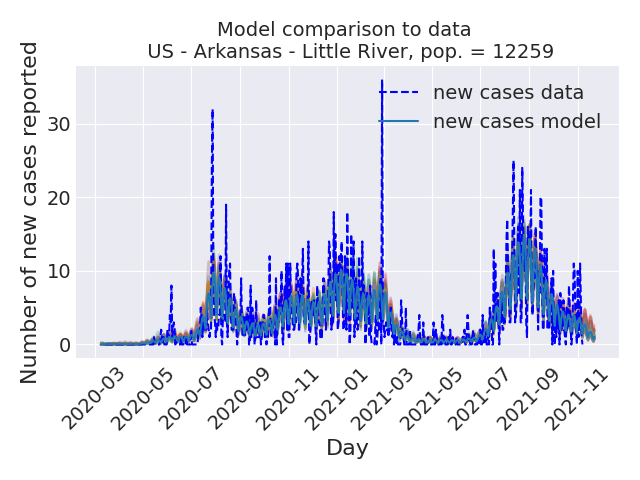 Model comparison to data
US - Arkansas - Little River, pop. = 12259
Number of new cases reported
30
20
10
0
new cases data
new cases model
2020-03
2020-05
2020-07
2020-09
2020-11
2021-01
2021-03
2021-05
2021-07
2021-09
2021-11
Day